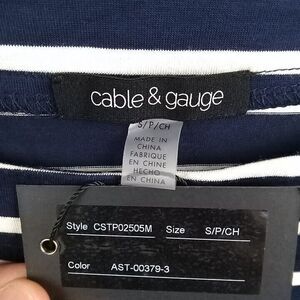 cable & gauge
S/P/CH
MADE IN
CHINA
FABRIQUE
EN CHINE
HECHO
EN CHINA
Style CSTP02505M Size S/P/CH
Color AST-00379-3